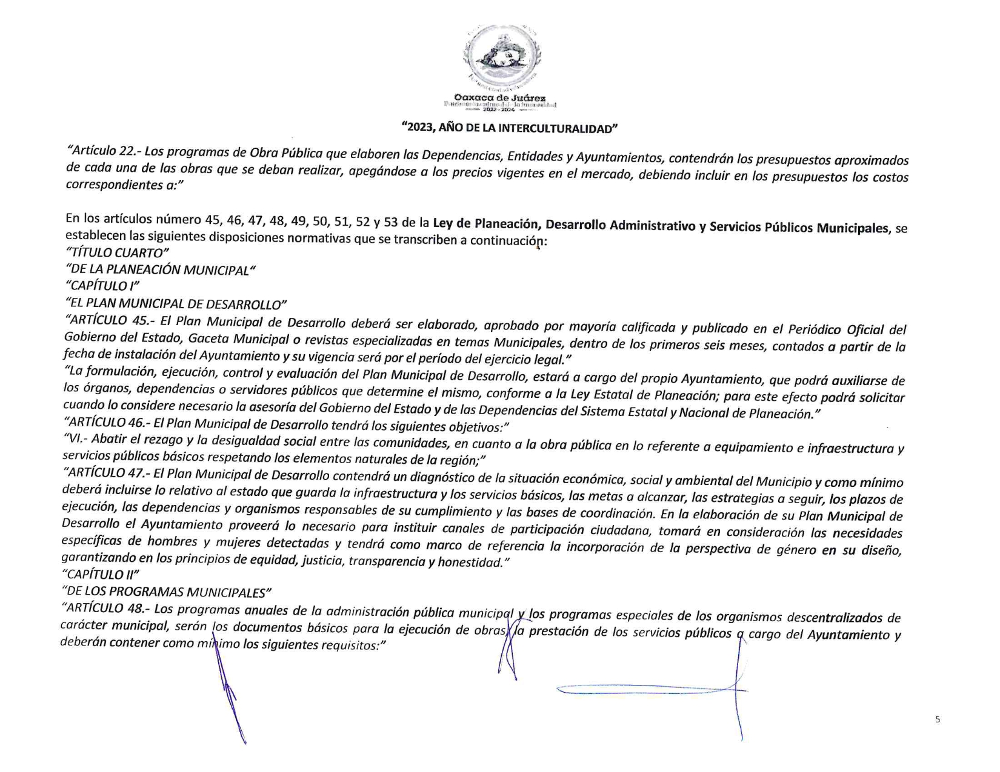 Oaxaca de Juárez
2022 - 2024
“2023, AÑO DE LA INTERCULTURALIDAD”
“Artículo 22.- Los programas de Obra Pública que elaboren las Dependencias, Entidades y Ayuntamientos, contendrán los presupuestos aproximados
de cada una de las obras que se deban realizar, apegándose a los precios vigentes en el mercado, debiendo incluir en los presupuestos los costos
correspondientes a:”
En los artículos número 45, 46, 47, 48, 49, 50, 51, 52 y 53 de la Ley de Planeación, Desarrollo Administrativo y Servicios Públicos Municipales, se
establecen las siguientes disposiciones normativas que se transcriben a continuación:
“TÍTULO CUARTO”
“DE LA PLANEACIÓN MUNICIPAL“
“CAPÍTULO I”
“EL PLAN MUNICIPAL DE DESARROLLO”
“ARTÍCULO 45.- El Plan Municipal de Desarrollo deberá ser elaborado, aprobado por mayoría calificada y publicado en el Periódico Oficial del
Gobierno del Estado, Gaceta Municipal o revistas especializadas en temas Municipales, dentro de los primeros seis meses, contados a partir de la
fecha de instalación del Ayuntamiento y su vigencia será por el período del ejercicio legal.”
“La formulación, ejecución, control y evaluación del Plan Municipal de Desarrollo, estará a cargo del propio Ayuntamiento, que podrá auxiliarse de
los órganos, dependencias o servidores públicos que determine el mismo, conforme a la Ley Estatal de Planeación; para este efecto podrá solicitar
cuando lo considere necesario la asesoría del Gobierno del Estado y de las Dependencias del Sistema Estatal y Nacional de Planeación.”
“ARTÍCULO 46.- El Plan Municipal de Desarrollo tendrá los siguientes objetivos:”
“VI.- Abatir el rezago y la desigualdad social entre las comunidades, en cuanto a la obra pública en lo referente a equipamiento e infraestructura y
servicios públicos básicos respetando los elementos naturales de la región;”
“ARTÍCULO 47.- El Plan Municipal de Desarrollo contendrá un diagnóstico de la situación económica, social y ambiental del Municipio y como mínimo
deberá incluirse lo relativo al estado que guarda la infraestructura y los servicios básicos, las metas a alcanzar, las estrategias a seguir, los plazos de
ejecución, las dependencias y organismos responsables de su cumplimiento y las bases de coordinación. En la elaboración de su Plan Municipal de
Desarrollo el Ayuntamiento proveerá lo necesario para instituir canales de participación ciudadana, tomará en consideración las necesidades
específicas de hombres y mujeres detectadas y tendrá como marco de referencia la incorporación de la perspectiva de género en su diseño,
garantizando en los principios de equidad, justicia, transparencia y honestidad.”
“CAPÍTULO II”
“DE LOS PROGRAMAS MUNICIPALES”
“ARTÍCULO 48.- Los programas anuales de la administración pública municipal y los programas especiales de los organismos descentralizados de
carácter municipal, serán los documentos básicos para la ejecución de obras, la prestación de los servicios públicos a cargo del Ayuntamiento y
deberán contener como mínimo los siguientes requisitos:”
5